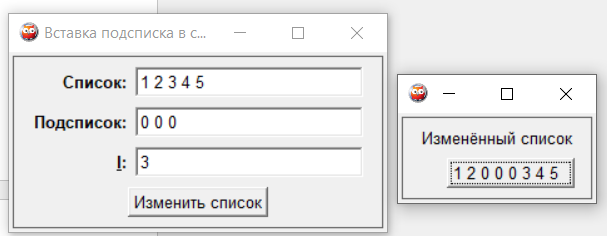 Вставка подсписка в с...
Список: 1 2 3 4 5
Подсписок: 0 0 0
I: 3
Изменить список
Изменённый список
1 2 0 0 0 3 4 5